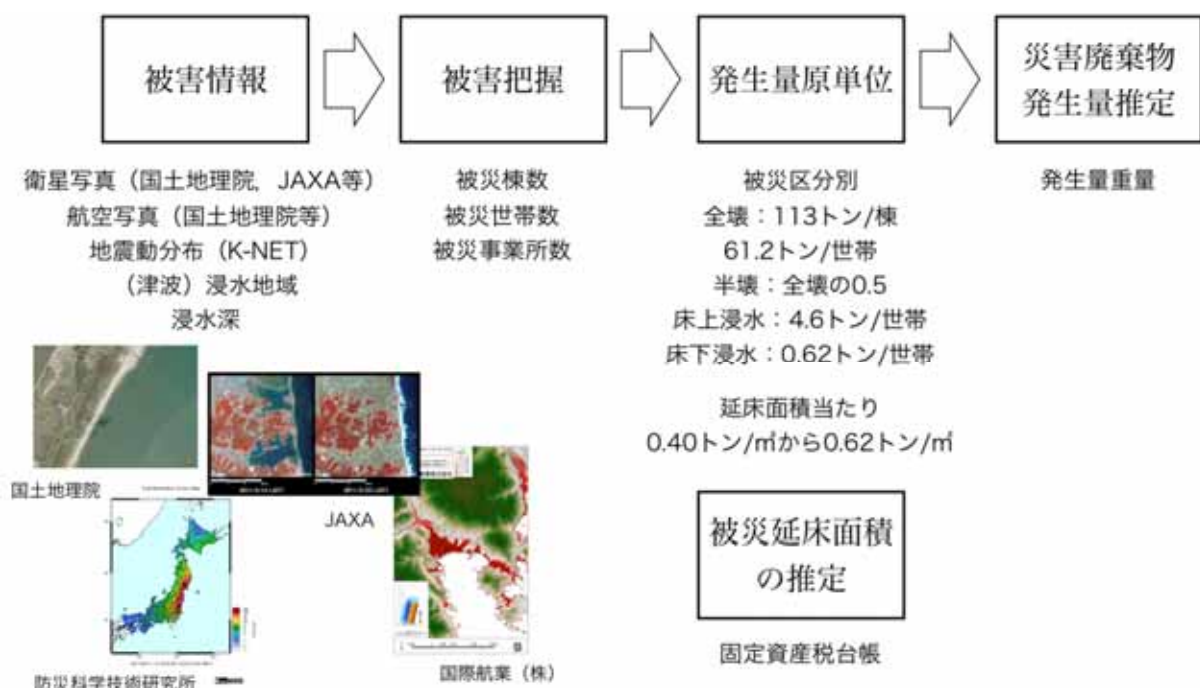 被害情報
被害把握
発生量原単位
災害廃棄物
発生量推定
衛星写真（国土地理院，JAXA等）
航空写真（国土地理院等）
地震動分布（K-NET）
（津波）浸水地域
浸水深
被災棟数
被災世帯数
被災事業所数
被災区分別
全壊：113トン/棟
61.2トン/世帯
半壊：全壊の0.5
床上浸水：4.6トン/世帯
床下浸水：0.62トン/世帯
延床面積当たり
0.40トン/㎡から0.62トン/㎡
発生量重量
国土地理院
JAXA
防災科学技術研究所
国際航業（株）
被災延床面積
の推定
固定資産税台帳